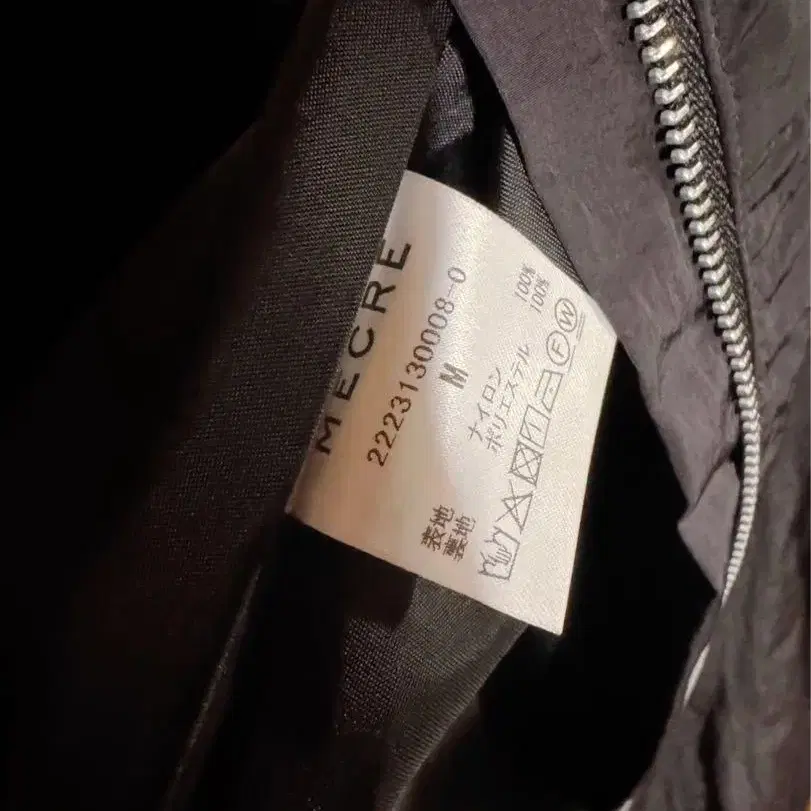 MECRE
2223130008-0
M
表地 ナイロン 100%
裏地 ポリエステル 100%
F W